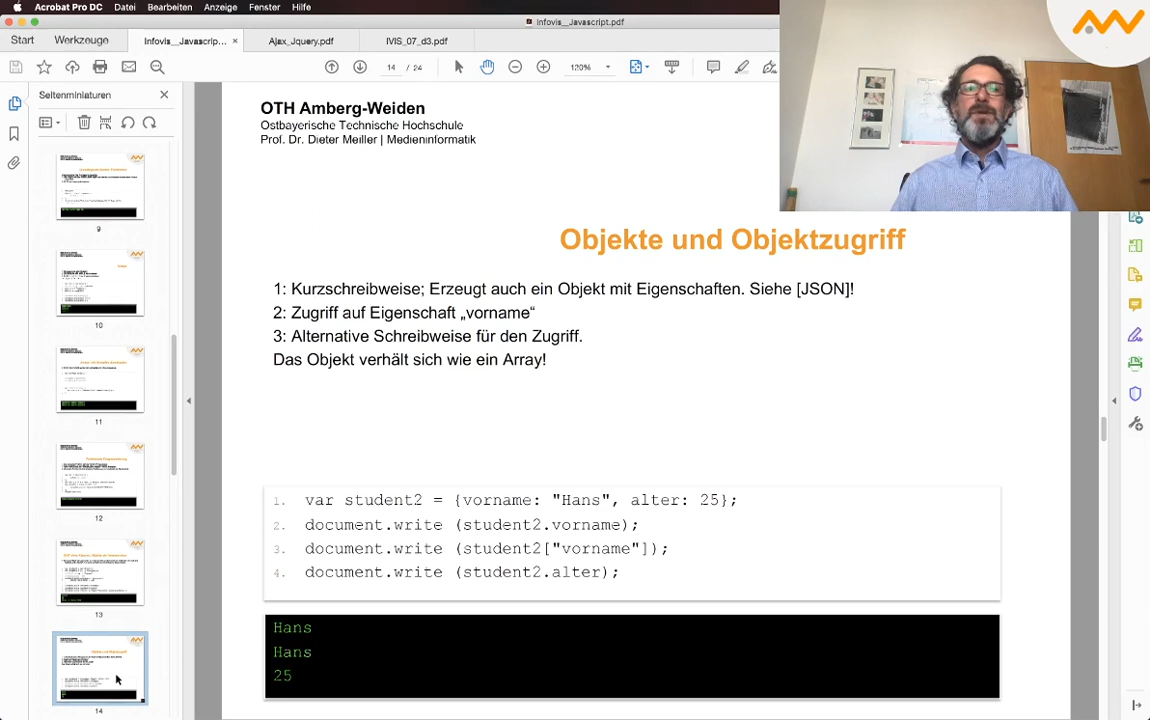 Acrobat Pro DC Datei Bearbeiten Anzeige Fenster Hilfe
Infovis__Javascript.pdf
Start Werkzeuge Infovis__Javascrip... × Ajax_Jquery.pdf IVIS_07_d3.pdf
14 / 24 120%
Seitenminiaturen
9
10
11
12
13
14
OTH Amberg-Weiden
Ostbayerische Technische Hochschule
Prof. Dr. Dieter Meiller | Medieninformatik
Objekte und Objektzugriff
1: Kurzschreibweise; Erzeugt auch ein Objekt mit Eigenschaften. Siehe [JSON]!
2: Zugriff auf Eigenschaft „vorname“
3: Alternative Schreibweise für den Zugriff.
Das Objekt verhält sich wie ein Array!
1. var student2 = {vorname: "Hans", alter: 25};
2. document.write (student2.vorname);
3. document.write (student2["vorname"]);
4. document.write (student2.alter);
Hans
Hans
25